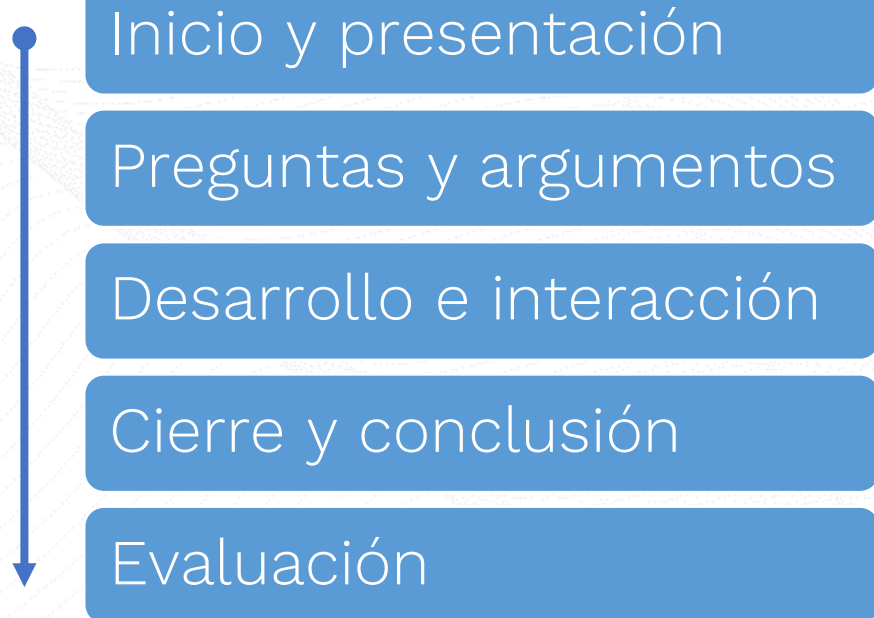 Inicio y presentación
Preguntas y argumentos
Desarrollo e interacción
Cierre y conclusión
Evaluación